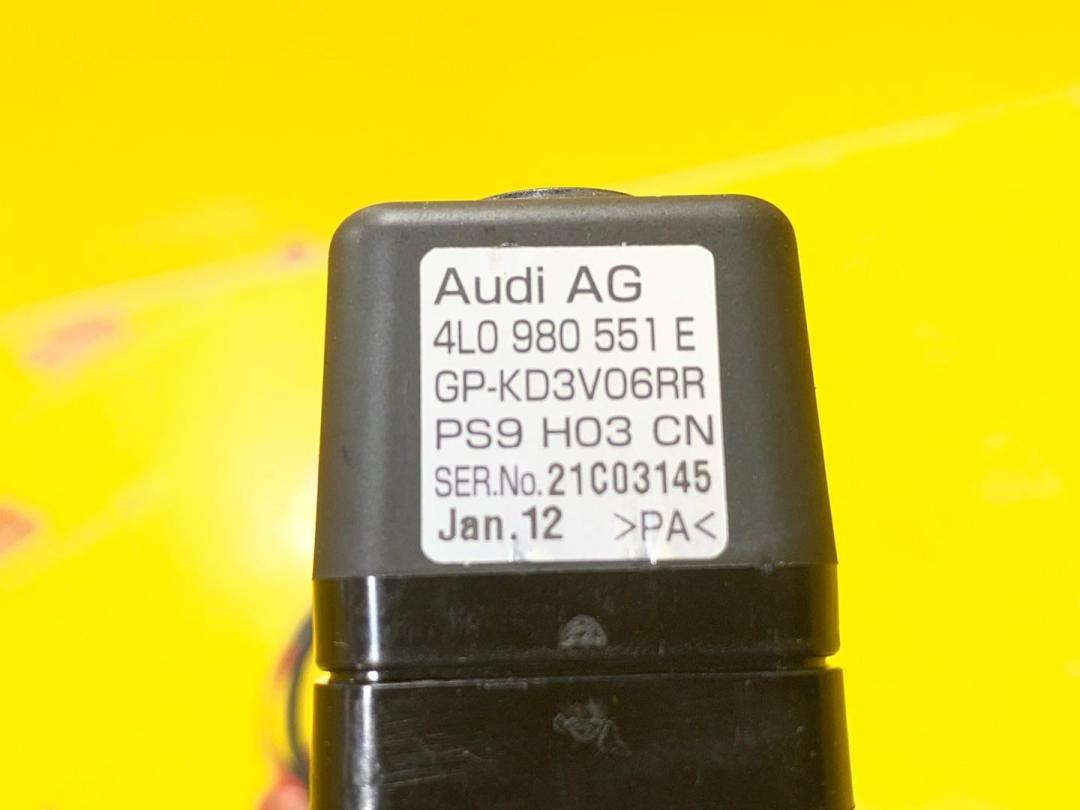 Audi AG
4L0 980 551 E
GP-KD3V06RR
PS9 H03 CN
SER.No. 21C03145
Jan.12 >PA<